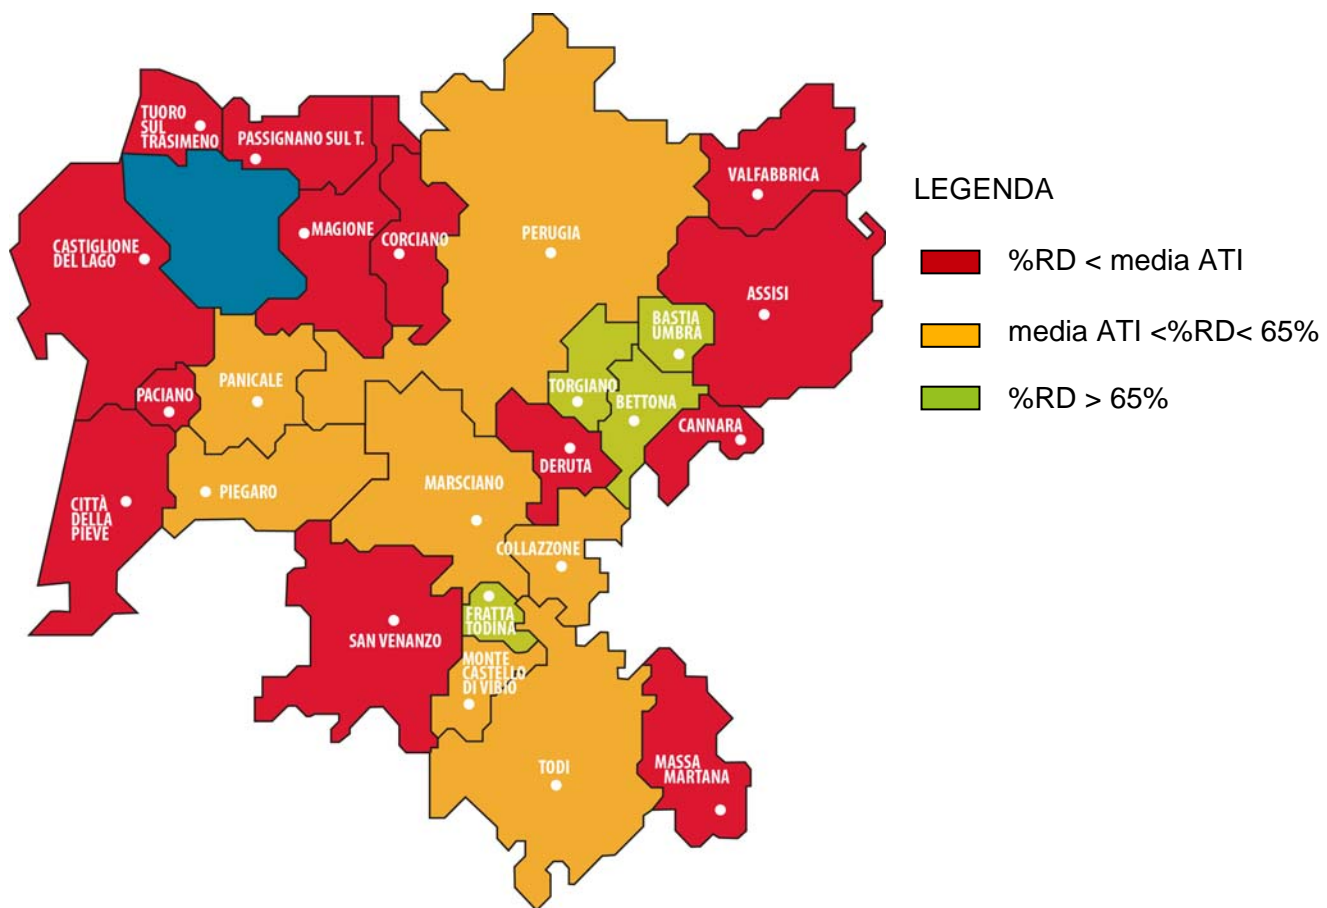 TUORO
SUL
TRASIMENO
PASSIGNANO SUL T.
VALFABBRICA
MAGIONE
CORCIANO
PERUGIA
CASTIGLIONE
DEL LAGO
ASSISI
BASTIA
UMBRA
PACIANO
PANICALE
TORGIANO
BETTONA
CANNARA
DERUTA
CITTÀ
DELLA
PIEVE
PIEGARO
MARSCIANO
COLLAZZONE
FRATTA
TODINA
SAN VENANZO
MONTE
CASTELLO
DI VIBIO
TODI
MASSA
MARTANA
LEGENDA
%RD < media ATI
media ATI <%RD< 65%
%RD > 65%